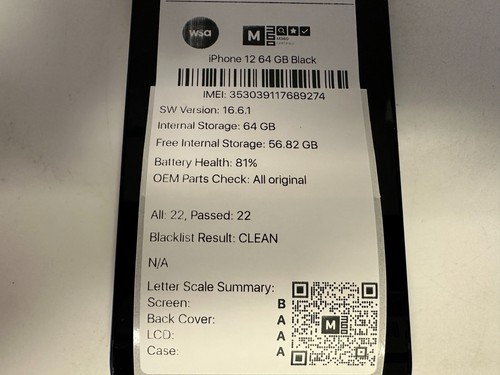 wsa
M
iPhone 12 64 GB Black
IMEI: 353039117689274
SW Version: 16.6.1
Internal Storage: 64 GB
Free Internal Storage: 56.82 GB
Battery Health: 81%
OEM Parts Check: All original
All: 22, Passed: 22
Blacklist Result: CLEAN
N/A
Letter Scale Summary:
Screen: B
Back Cover: A
LCD: A
Case: A
M